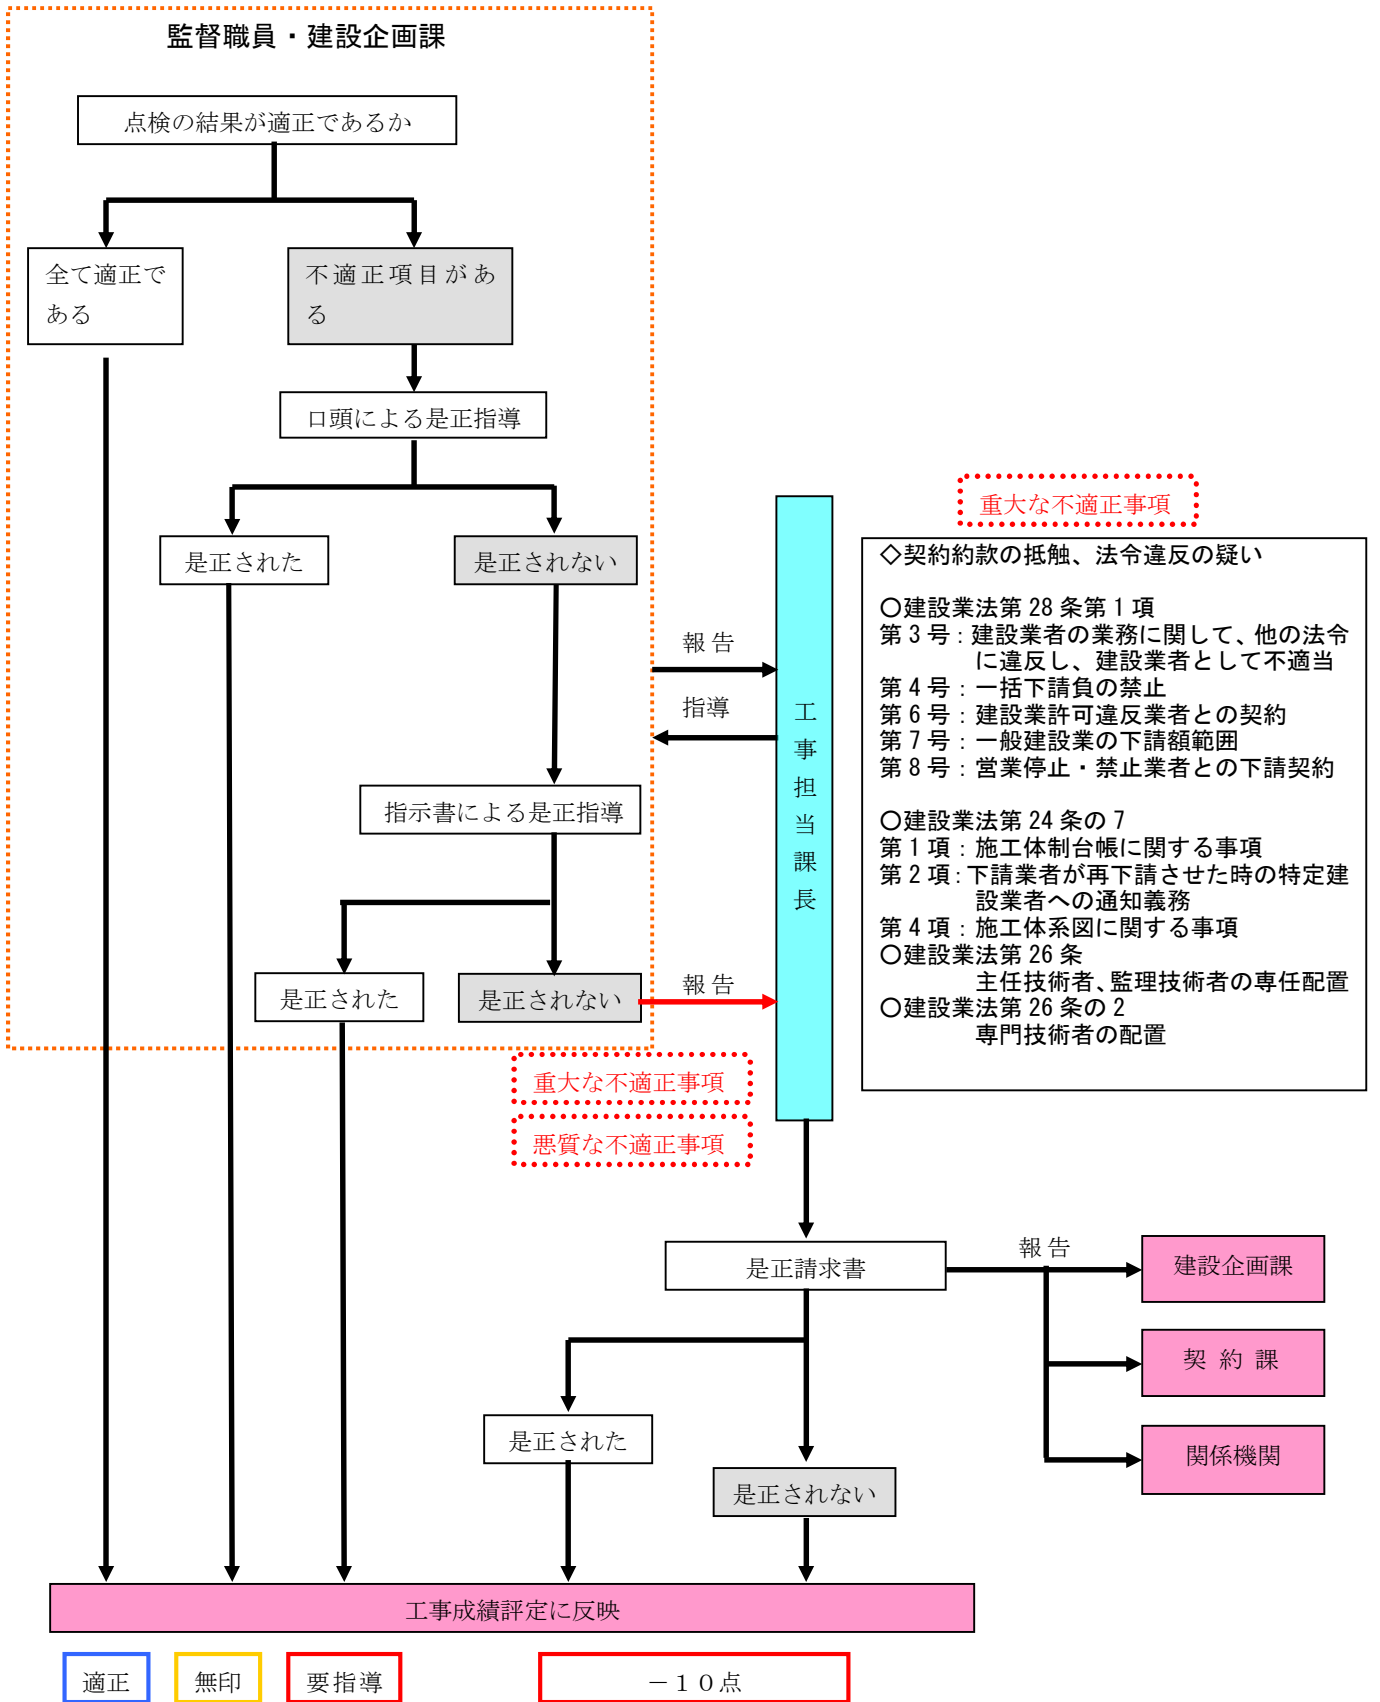 監督職員・建設企画課
点検の結果が適正であるか
全て適正で
ある
不適正項目があ
る
口頭による是正指導
是正された
是正されない
報告
指導
指示書による是正指導
是正された
是正されない
報告
重大な不適正事項
悪質な不適正事項
工事担当課長
重大な不適正事項
◇契約約款の抵触、法令違反の疑い
○建設業法第28条第1項
第3号：建設業者の業務に関して、他の法令
に違反し、建設業者として不適当
第4号：一括下請負の禁止
第6号：建設業許可違反業者との契約
第7号：一般建設業の下請額範囲
第8号：営業停止・禁止業者との下請契約
○建設業法第24条の7
第1項：施工体制台帳に関する事項
第2項：下請業者が再下請させた時の特定建
設業者への通知義務
第4項：施工体系図に関する事項
○建設業法第26条
主任技術者、監理技術者の専任配置
○建設業法第26条の2
専門技術者の配置
是正請求書
報告
建設企画課
契約課
関係機関
是正された
是正されない
工事成績評定に反映
適正
無印
要指導
－１０点